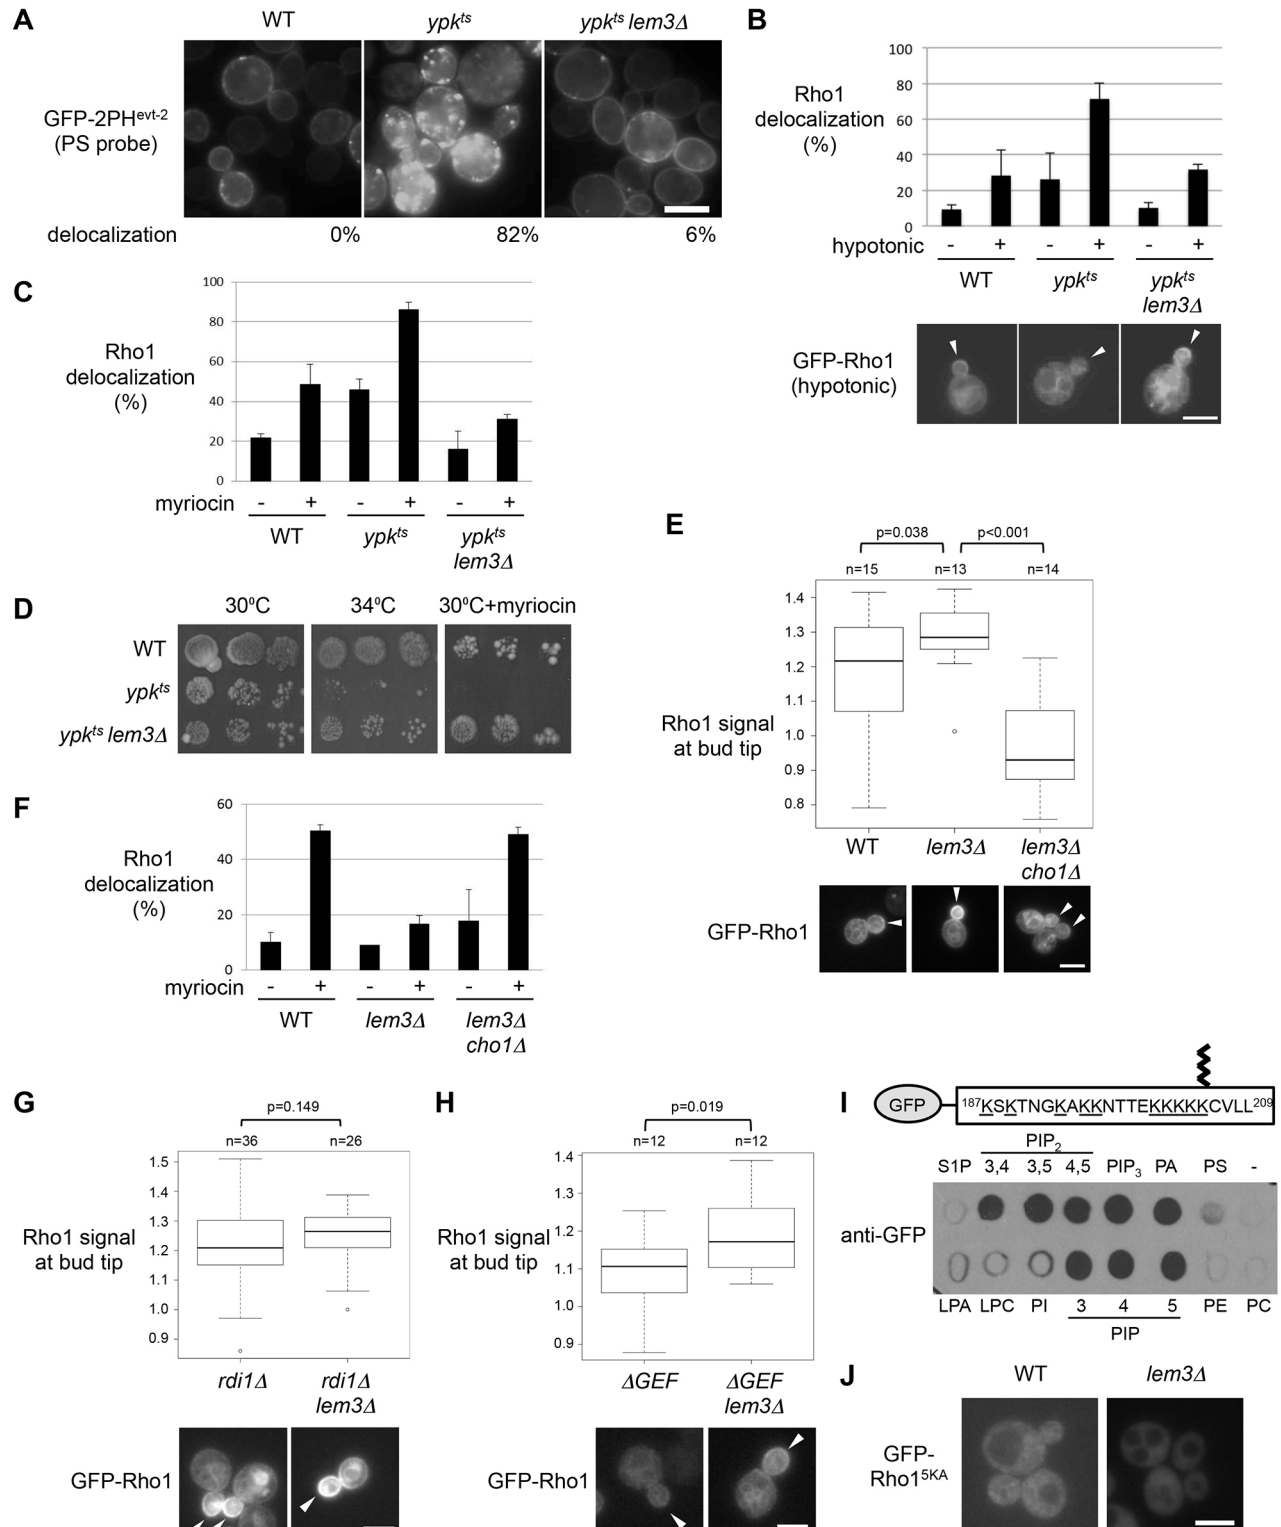 A
WT
ypkts
ypkts lem3Δ
GFP-2PHevt-2
(PS probe)
delocalization
0%
82%
6%
B
Rho1
delocalization
(%)
100
80
60
40
20
0
hypotonic
- + - + - +
WT
ypkts
ypkts
lem3Δ
GFP-Rho1
(hypotonic)
C
Rho1
delocalization
(%)
100
80
60
40
20
0
myriocin
- + - + - +
WT
ypkts
ypkts
lem3Δ
D
30⁰C
34⁰C
30⁰C+myriocin
WT
ypkts
ypkts lem3Δ
E
p=0.038
p<0.001
n=15
n=13
n=14
Rho1 signal
at bud tip
1.4
1.3
1.2
1.1
1.0
0.9
0.8
WT
lem3Δ
lem3Δ
cho1Δ
GFP-Rho1
F
Rho1
delocalization
(%)
60
40
20
0
myriocin
- + - + - +
WT
lem3Δ
lem3Δ
cho1Δ
G
p=0.149
n=36
n=26
Rho1 signal
at bud tip
1.5
1.4
1.3
1.2
1.1
1.0
0.9
rdi1Δ
rdi1Δ
lem3Δ
GFP-Rho1
H
p=0.019
n=12
n=12
Rho1 signal
at bud tip
1.4
1.3
1.2
1.1
1.0
0.9
ΔGEF
ΔGEF
lem3Δ
GFP-Rho1
I
GFP
187KSKTNGKAKKNTTEKKKKKCVLL209
PIP2
S1P 3,4 3,5 4,5 PIP3 PA PS -
anti-GFP
LPA LPC PI 3 4 5 PE PC
PIP
J
WT
lem3Δ
GFP-
Rho15KA